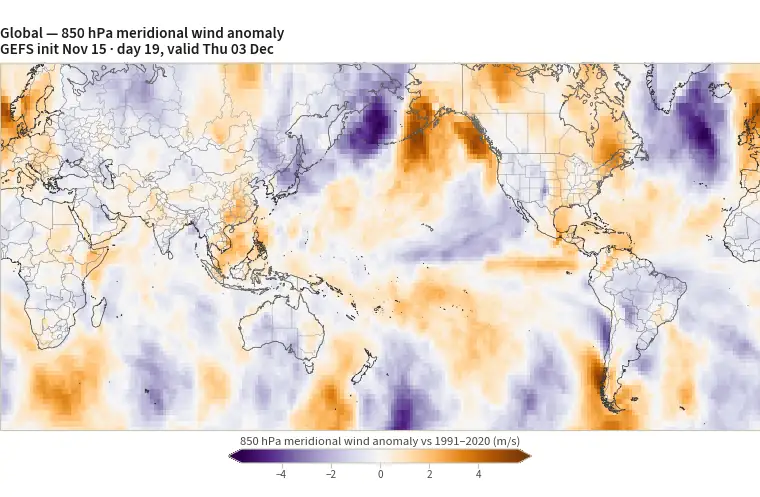 Global — 850 hPa meridional wind anomaly
GEFS init Nov 15 · day 19, valid Thu 03 Dec
850 hPa meridional wind anomaly vs 1991–2020 (m/s)
−4 −2 0 2 4